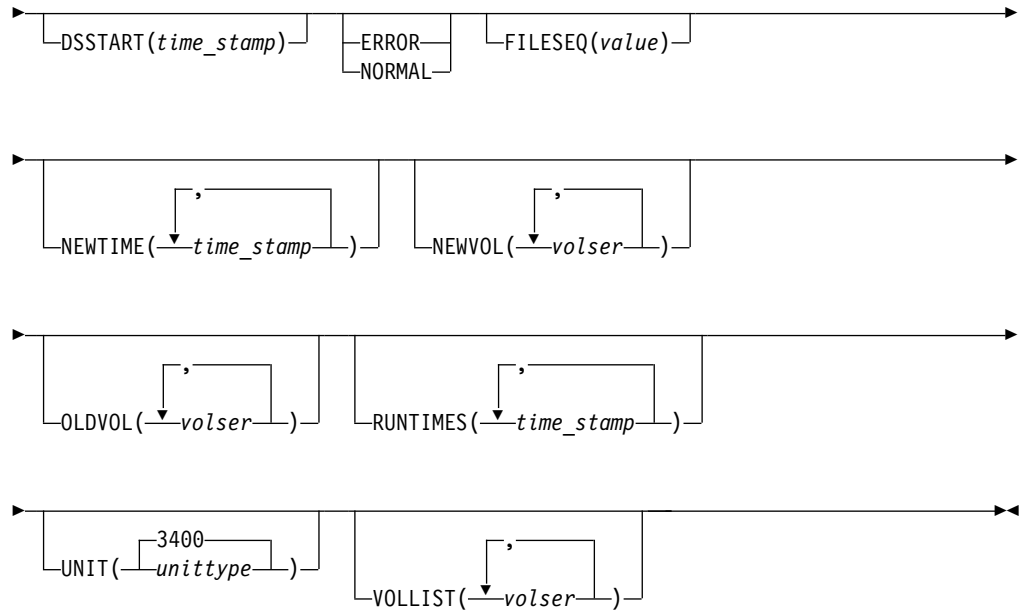 DSSTART(time_stamp) ERROR FILESEQ(value)
NORMAL
, ,
NEWTIME( time_stamp ) NEWVOL( volser )
, ,
OLDVOL( volser ) RUNTIMES( time_stamp )
3400 ,
UNIT( unittype )
VOLLIST( volser )